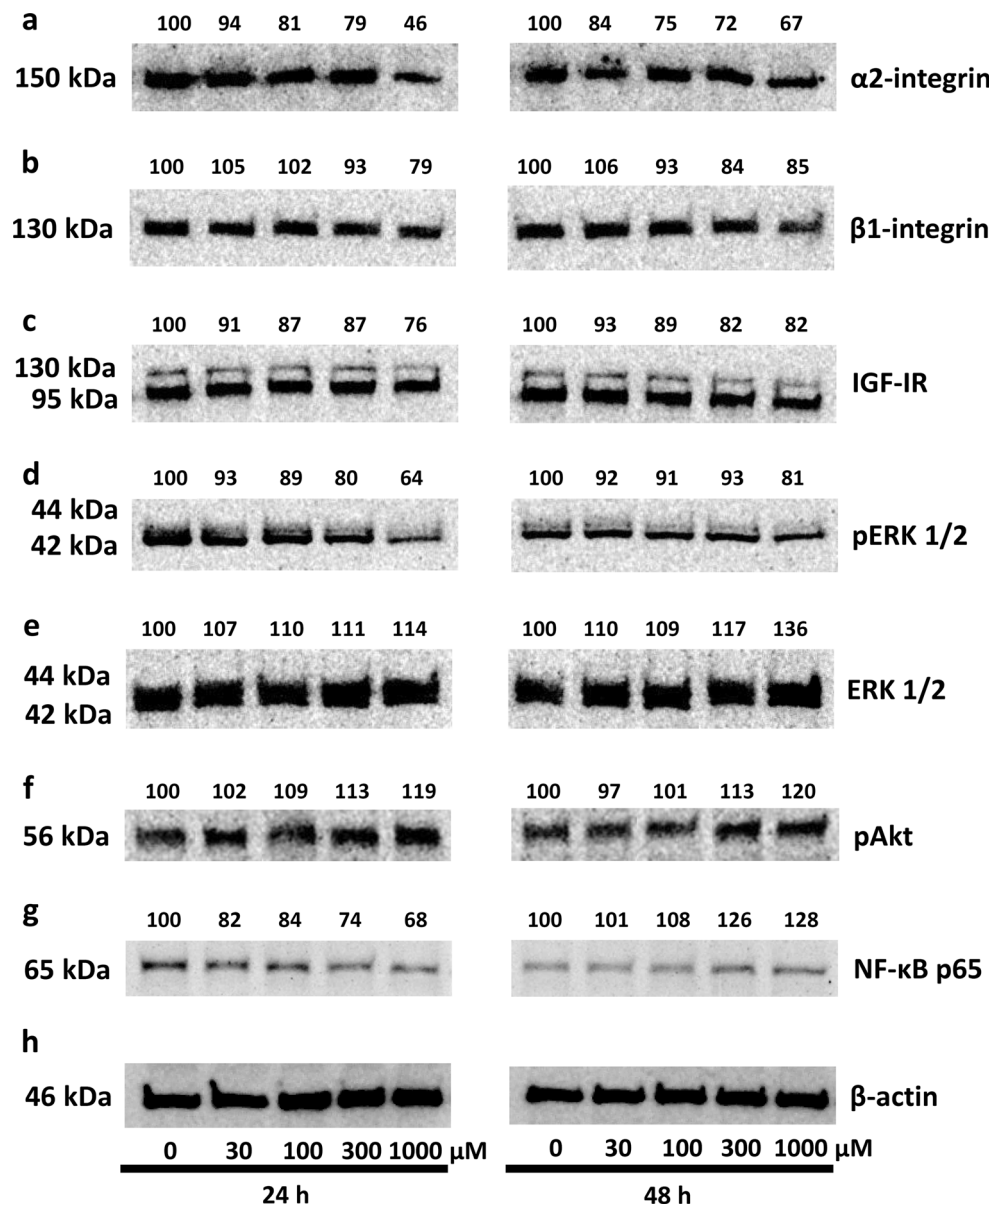 a
100 94 81 79 46 100 84 75 72 67
150 kDa α2-integrin
b
100 105 102 93 79 100 106 93 84 85
130 kDa β1-integrin
c
100 91 87 87 76 100 93 89 82 82
130 kDa
95 kDa IGF-IR
d
100 93 89 80 64 100 92 91 93 81
44 kDa
42 kDa pERK 1/2
e
100 107 110 111 114 100 110 109 117 136
44 kDa
42 kDa ERK 1/2
f
100 102 109 113 119 100 97 101 113 120
56 kDa pAkt
g
100 82 84 74 68 100 101 108 126 128
65 kDa NF-κB p65
h
46 kDa β-actin
0 30 100 300 1000 μM 0 30 100 300 1000 μM
24 h 48 h